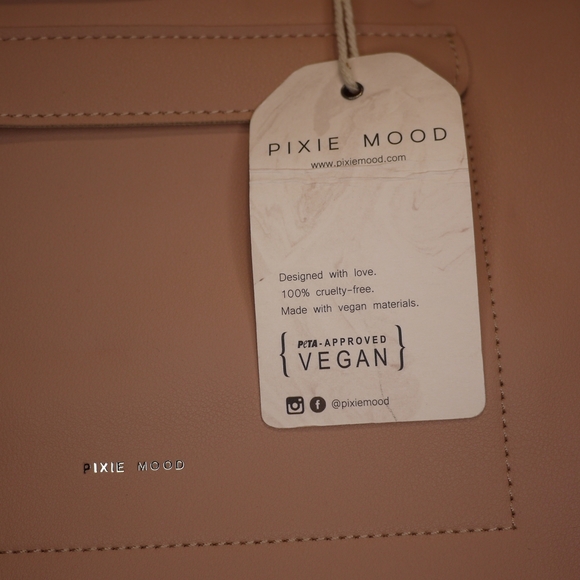 PIXIE MOOD
www.pixiemood.com
Designed with love.
100% cruelty-free.
Made with vegan materials.
PeTA-APPROVED
VEGAN
@pixiemood
PIXIE MOOD